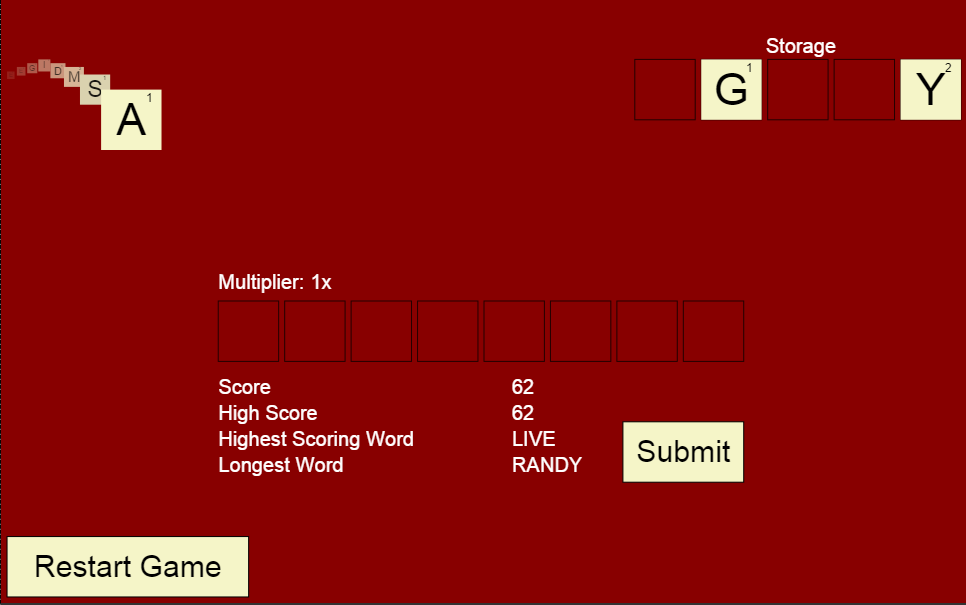 Storage
G 1
Y 2
G I D M S 1 A 1
Multiplier: 1x
Score 62
High Score 62
Highest Scoring Word LIVE
Longest Word RANDY
Submit
Restart Game